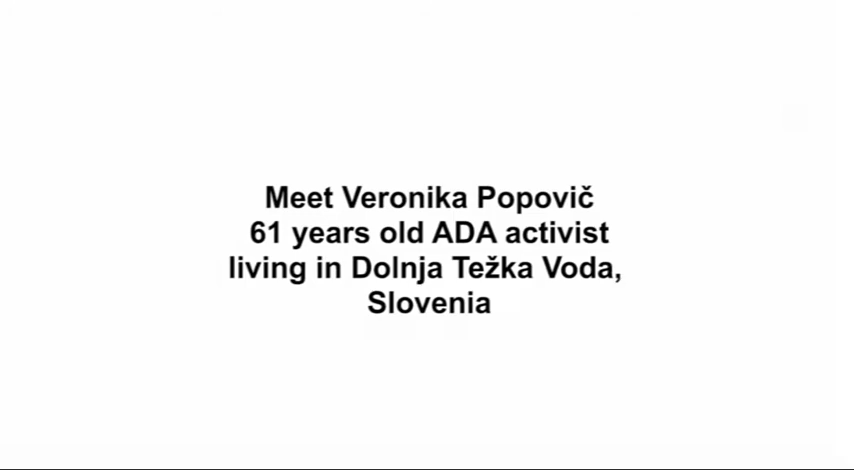 Meet Veronika Popovič
61 years old ADA activist
living in Dolnja Težka Voda,
Slovenia